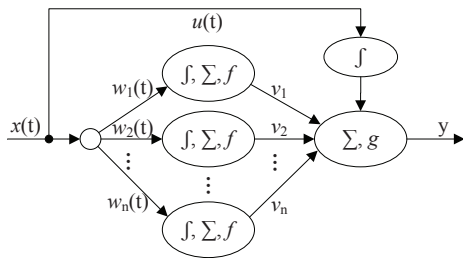 u(t)
∫
w₁(t)
∫, ∑, f
v₁
x(t)
w₂(t)
∫, ∑, f
v₂
∑, g
y
⋮
⋮
...
wₙ(t)
∫, ∑, f
vₙ